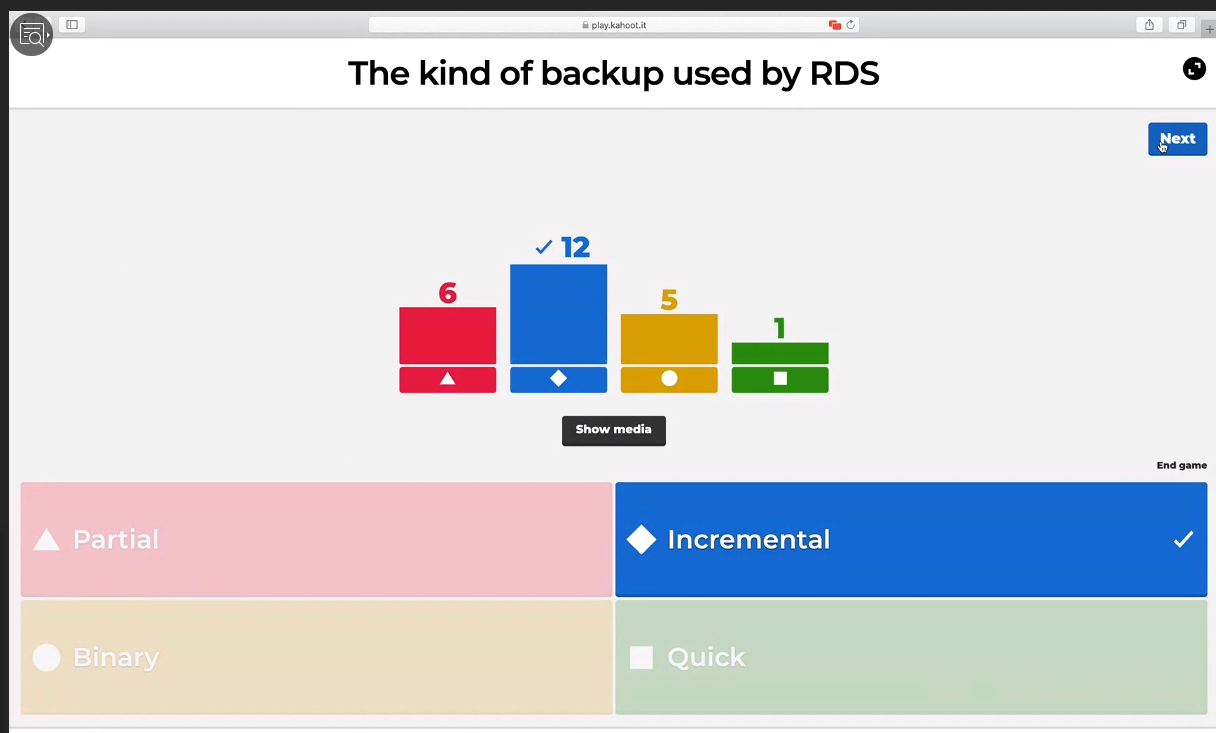 play.kahoot.it
The kind of backup used by RDS
Next
6
12
5
1
Show media
End game
Partial
Incremental
Binary
Quick